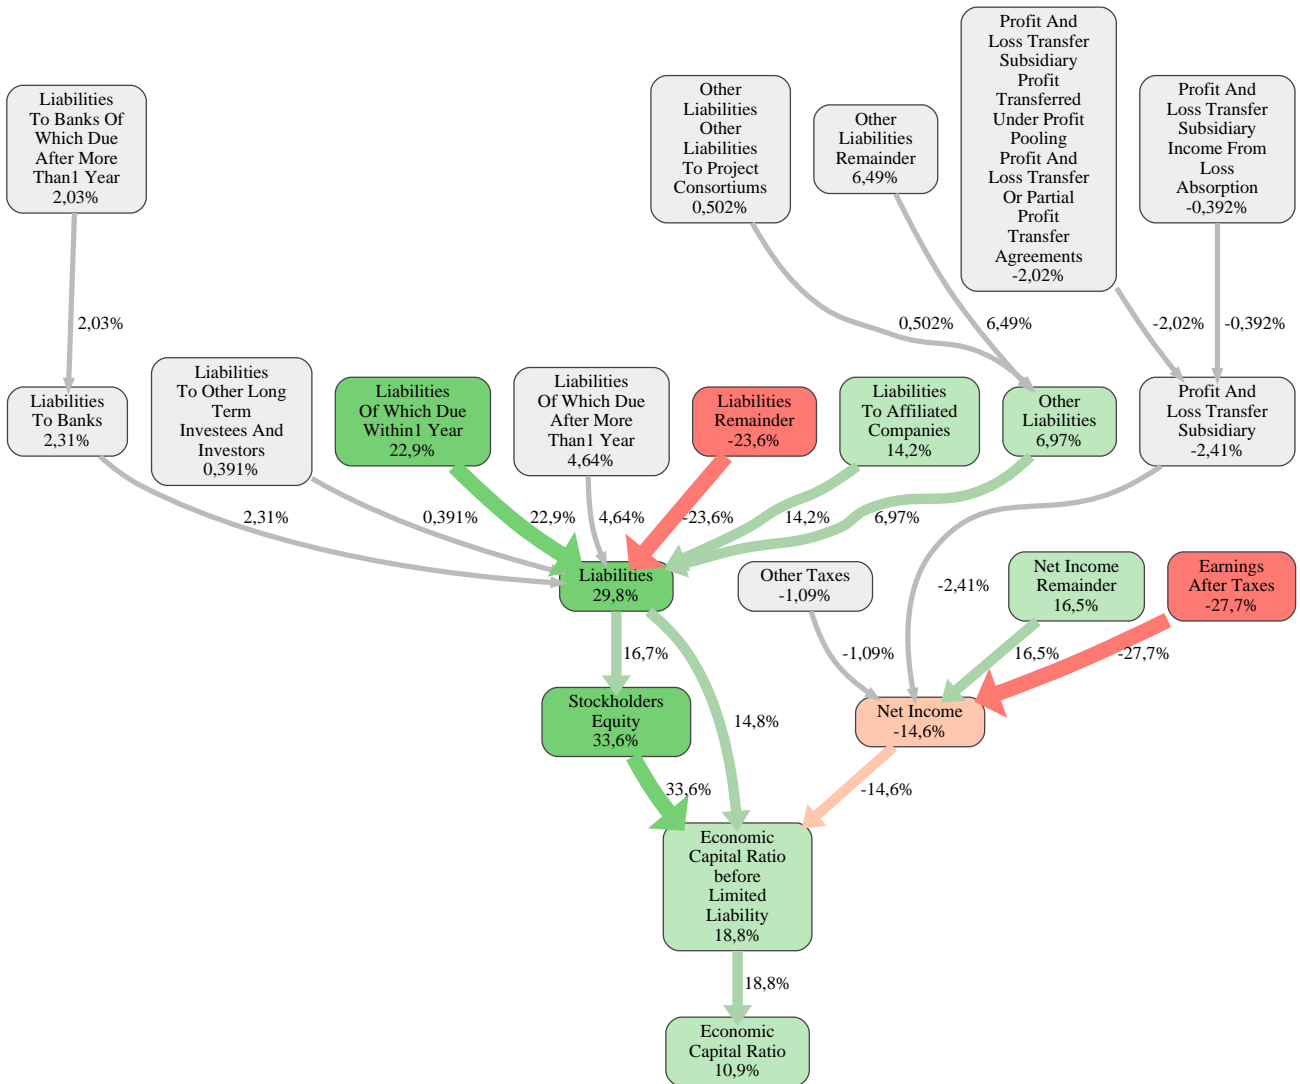 Profit And
Loss Transfer
Subsidiary
Profit
Transferred
Under Profit
Pooling
Profit And
Loss Transfer
Or Partial
Profit
Transfer
Agreements
-2,02%
Liabilities
To Banks Of
Which Due
After More
Than1 Year
2,03%
Other
Liabilities
Other
Liabilities
To Project
Consortiums
0,502%
Other
Liabilities
Remainder
6,49%
Profit And
Loss Transfer
Subsidiary
Income From
Loss
Absorption
-0,392%
2,03%
0,502%
6,49%
-2,02%
-0,392%
Liabilities
To Banks
2,31%
Liabilities
To Other Long
Term
Investees And
Investors
0,391%
Liabilities
Of Which Due
Within1 Year
22,9%
Liabilities
Of Which Due
After More
Than1 Year
4,64%
Liabilities
Remainder
-23,6%
Liabilities
To Affiliated
Companies
14,2%
Other
Liabilities
6,97%
Profit And
Loss Transfer
Subsidiary
-2,41%
2,31%
0,391%
22,9%
4,64%
-23,6%
14,2%
6,97%
Liabilities
29,8%
Other Taxes
-1,09%
-2,41%
Net Income
Remainder
16,5%
Earnings
After Taxes
-27,7%
16,7%
-1,09%
16,5%
-27,7%
Stockholders
Equity
33,6%
14,8%
Net Income
-14,6%
33,6%
-14,6%
Economic
Capital Ratio
before
Limited
Liability
18,8%
18,8%
Economic
Capital Ratio
10,9%